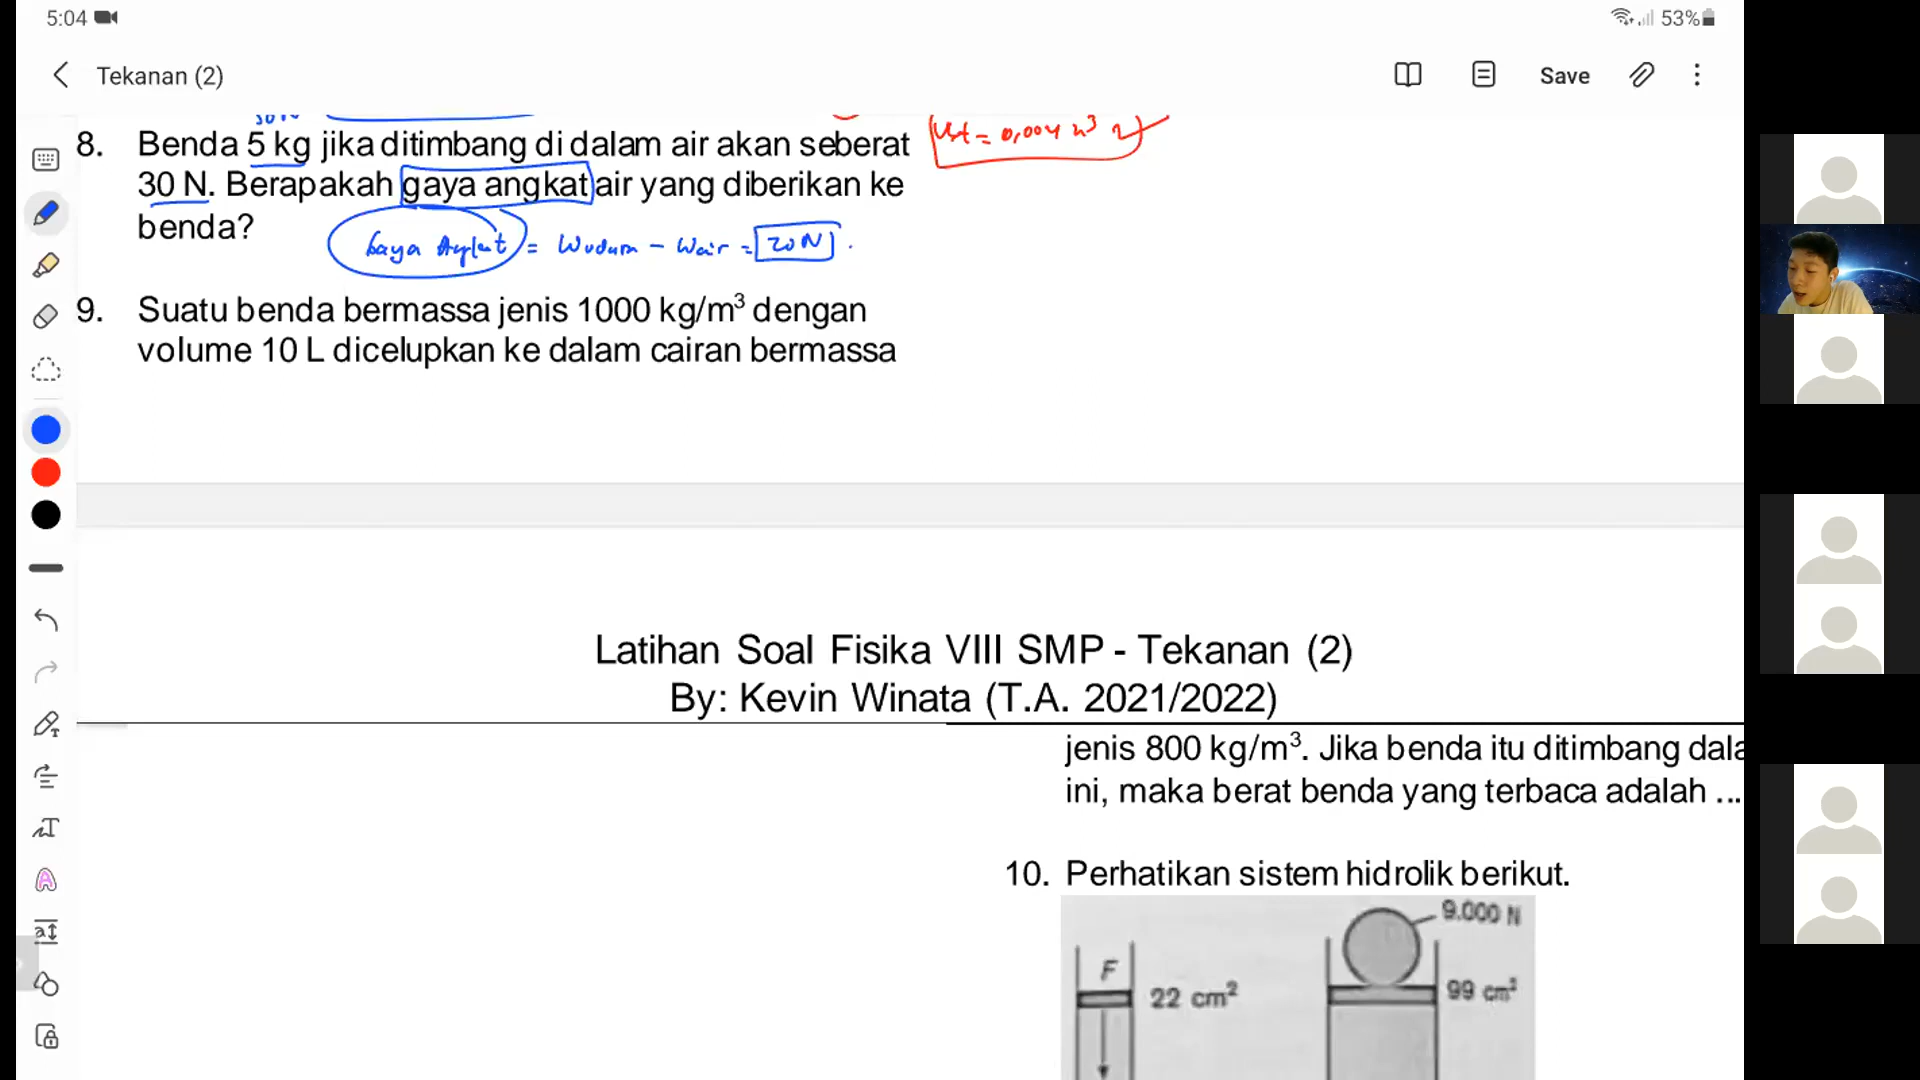 5:04
53%
Tekanan (2)
Save
50 N
8. Benda 5 kg jika ditimbang di dalam air akan seberat
30 N. Berapakah gaya angkat air yang diberikan ke
benda?
= 0,004 m³
Gaya Angkat = Wudara - Wair = 20 N.
9. Suatu benda bermassa jenis 1000 kg/m³ dengan
volume 10 L dicelupkan ke dalam cairan bermassa
Latihan Soal Fisika VIII SMP - Tekanan (2)
By: Kevin Winata (T.A. 2021/2022)
jenis 800 kg/m³. Jika benda itu ditimbang dala
ini, maka berat benda yang terbaca adalah ...
10. Perhatikan sistem hidrolik berikut.
9.000 N
F
22 cm²
99 cm²